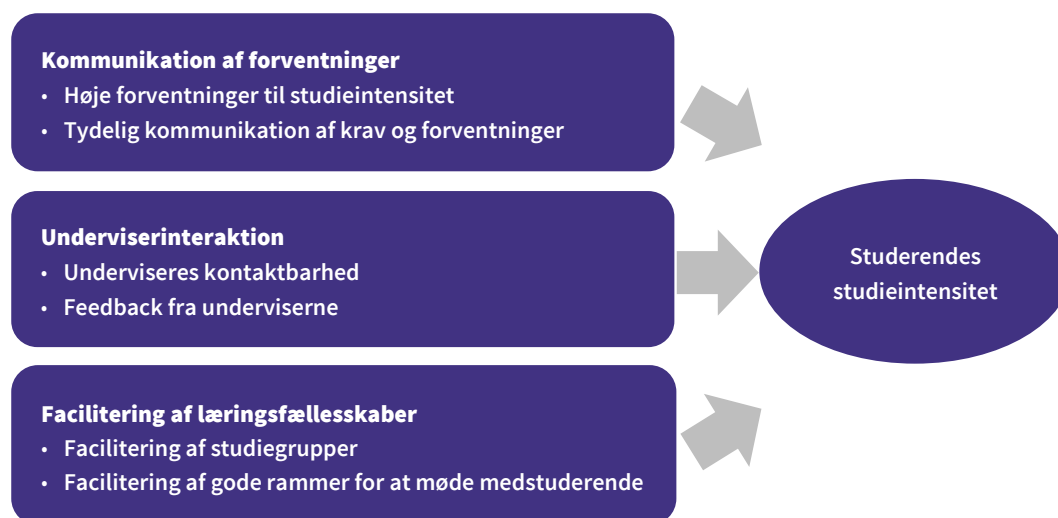 Kommunikation af forventninger
• Høje forventninger til studieintensitet
• Tydelig kommunikation af krav og forventninger
Underviserinteraktion
• Underviseres kontaktbarhed
• Feedback fra underviserne
Facilitering af læringsfællesskaber
• Facilitering af studiegrupper
• Facilitering af gode rammer for at møde medstuderende
Studerendes
studieintensitet